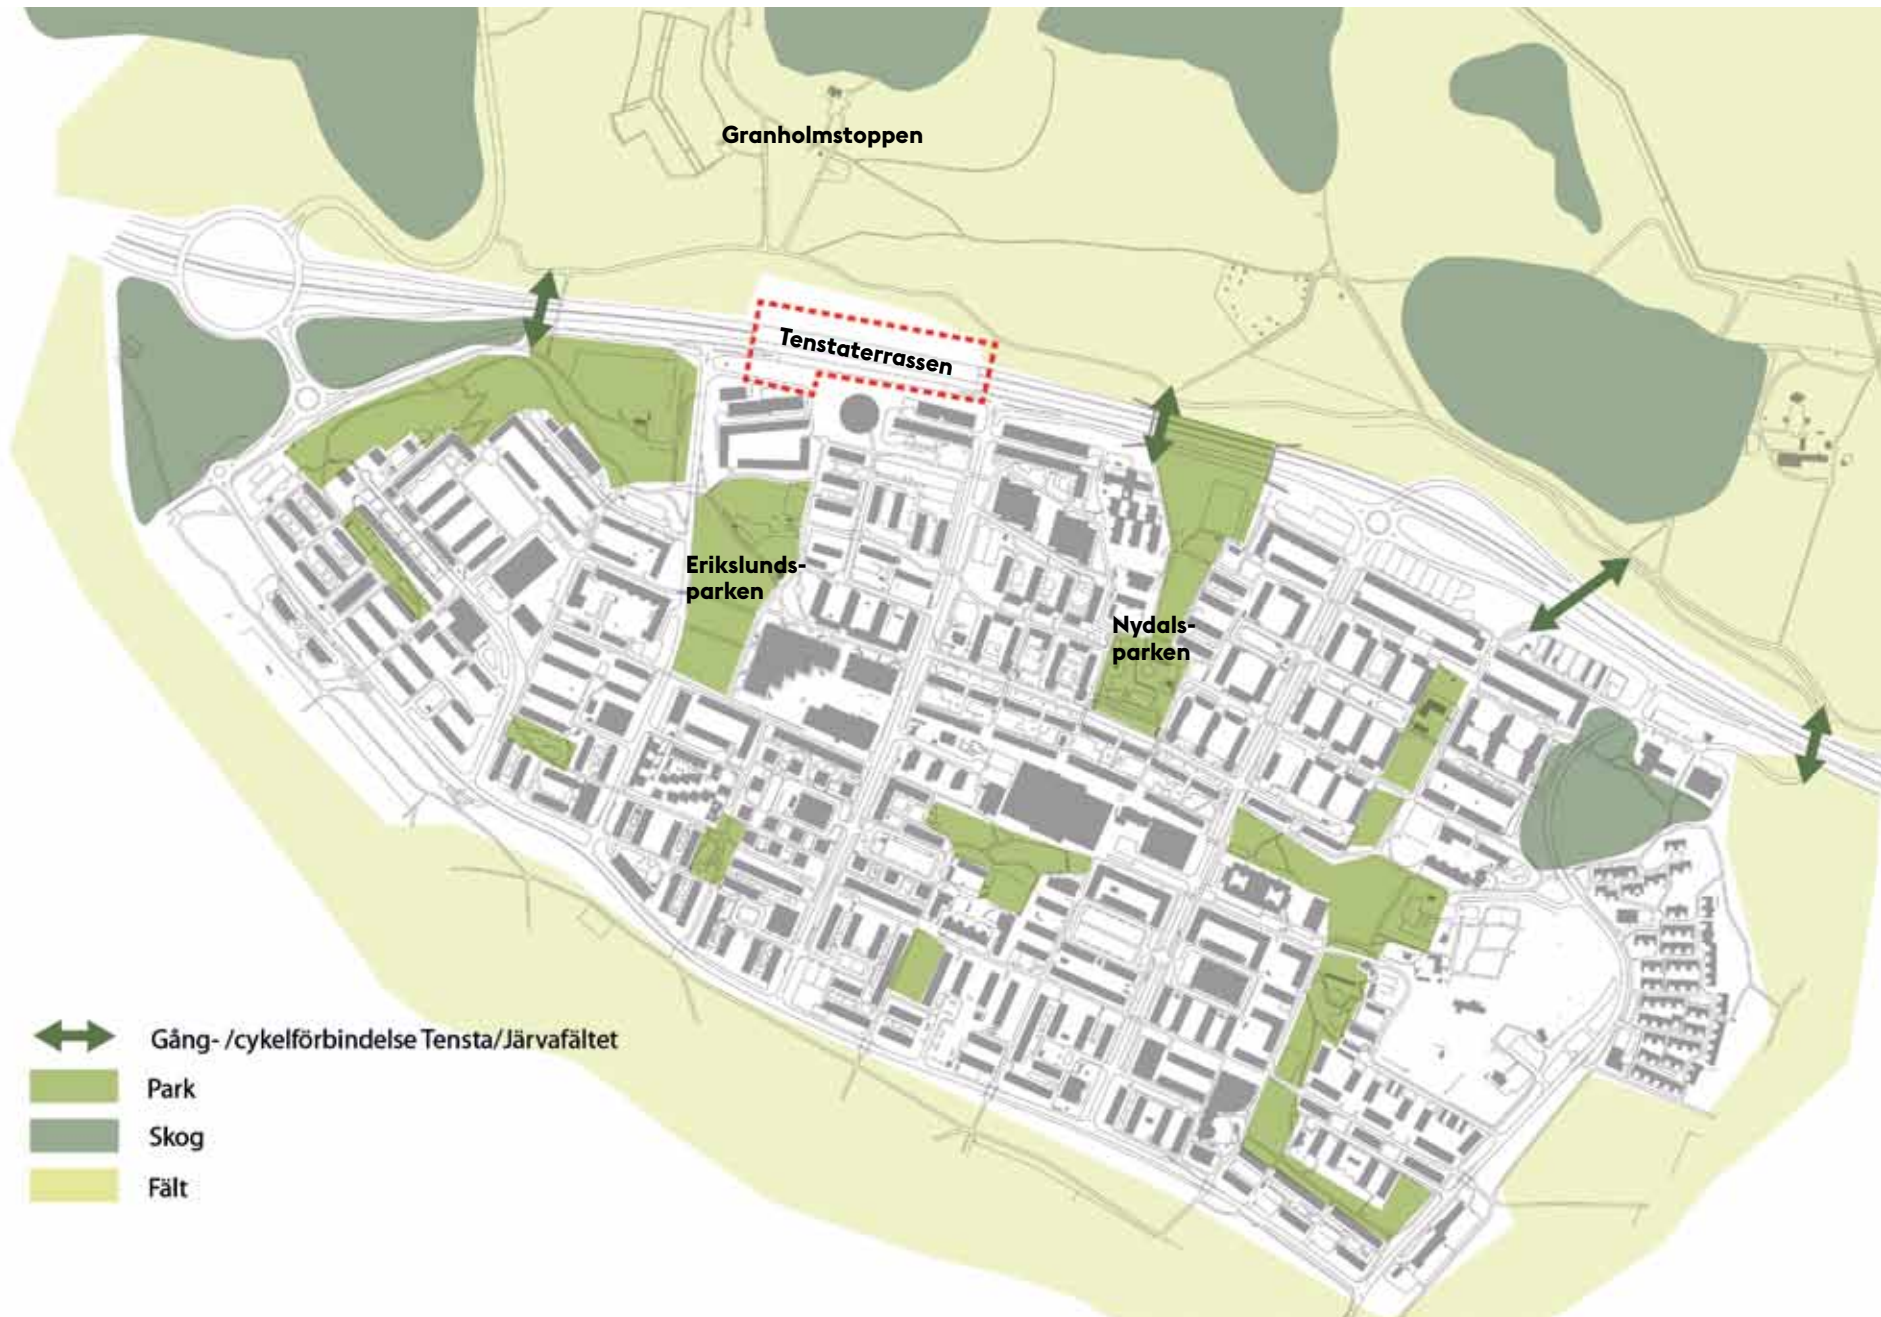 Granholmstoppen
Tenstaterrassen
Erikslunds-
parken
Nydals-
parken
Gång- /cykelförbindelse Tensta/Järvafältet
Park
Skog
Fält